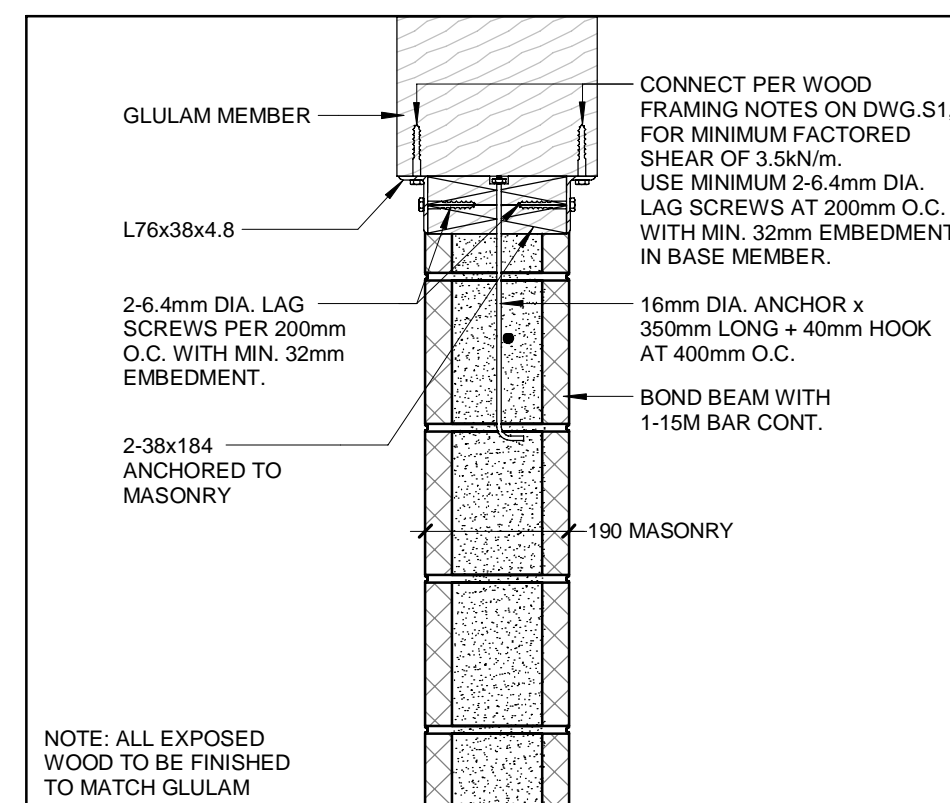 GLULAM MEMBER
L76x38x4.8
2-6.4mm DIA. LAG
SCREWS PER 200mm
O.C. WITH MIN. 32mm
EMBEDMENT.
2-38x184
ANCHORED TO
MASONRY
NOTE: ALL EXPOSED
WOOD TO BE FINISHED
TO MATCH GLULAM
CONNECT PER WOOD
FRAMING NOTES ON DWG.S1,
FOR MINIMUM FACTORED
SHEAR OF 3.5kN/m.
USE MINIMUM 2-6.4mm DIA.
LAG SCREWS AT 200mm O.C.
WITH MIN. 32mm EMBEDMENT
IN BASE MEMBER.
16mm DIA. ANCHOR x
350mm LONG + 40mm HOOK
AT 400mm O.C.
BOND BEAM WITH
1-15M BAR CONT.
190 MASONRY